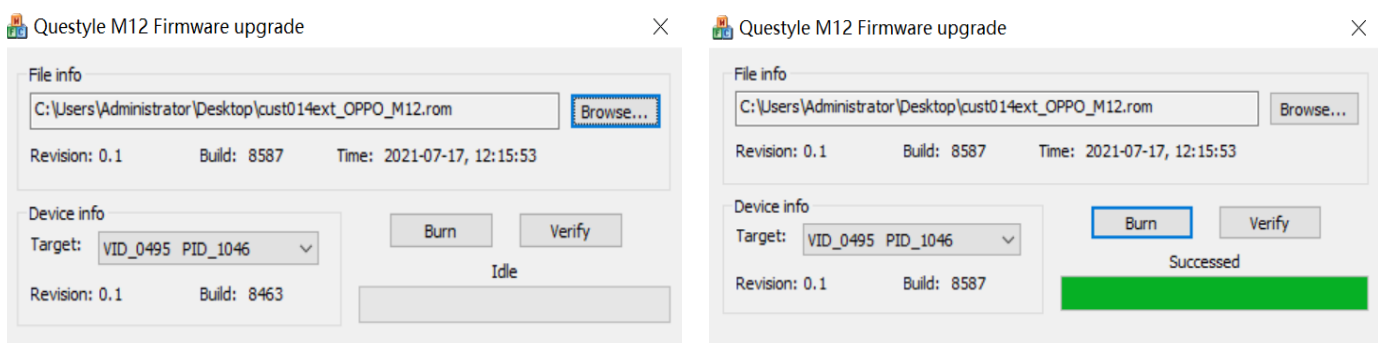 Questyle M12 Firmware upgrade
File info
C:\Users\Administrator\Desktop\cust014ext_OPPO_M12.rom
Browse...
Revision: 0.1 Build: 8587 Time: 2021-07-17, 12:15:53
Device info
Target: VID_0495 PID_1046
Burn Verify
Idle
Revision: 0.1 Build: 8463
Questyle M12 Firmware upgrade
File info
C:\Users\Administrator\Desktop\cust014ext_OPPO_M12.rom
Browse...
Revision: 0.1 Build: 8587 Time: 2021-07-17, 12:15:53
Device info
Target: VID_0495 PID_1046
Burn Verify
Successed
Revision: 0.1 Build: 8587